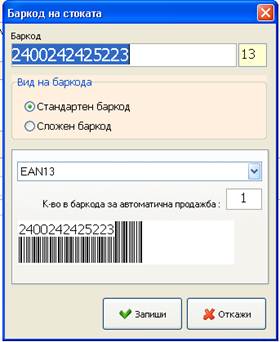 Баркод на стоката
Баркод
2400242425223 13
Вид на баркода
Стандартен баркод
Сложен баркод
EAN13
К-во в баркода за автоматична продажба : 1
2400242425223
Запиши Откажи